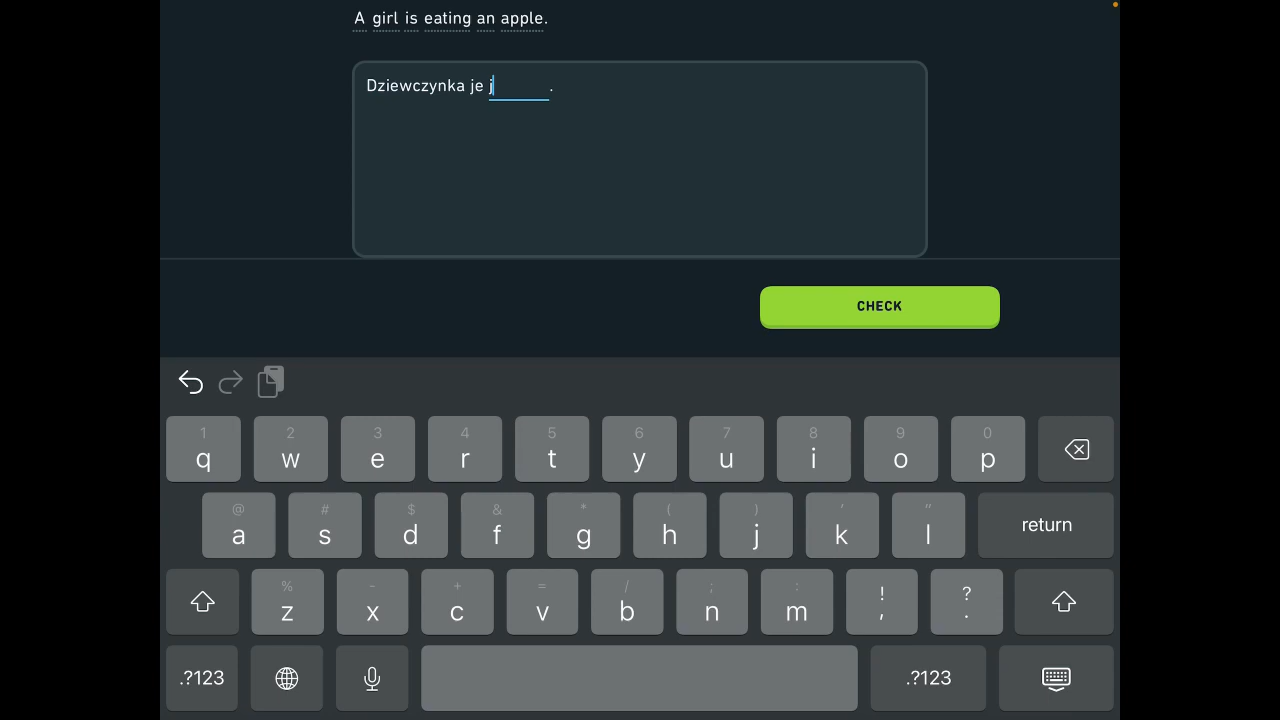 A girl is eating an apple.
Dziewczynka je j .
CHECK
1 2 3 4 5 6 7 8 9 0
q w e r t y u i o p
@ # $ & * ( ) ' "
a s d f g h j k l return
% - + = / ; : ! ?
z x c v b n m , .
.?123 .?123